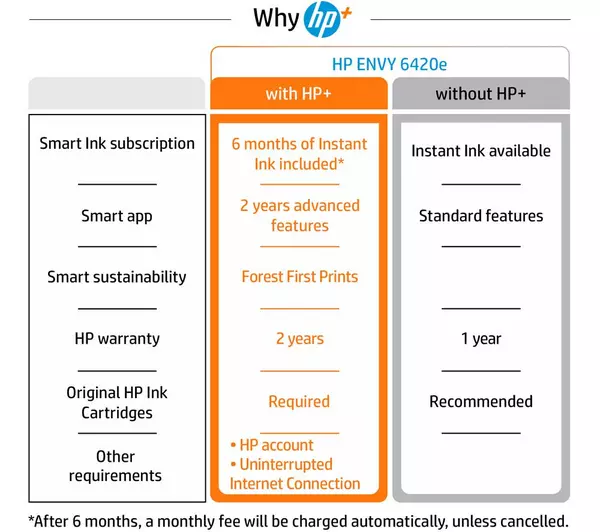 Why hp+
HP ENVY 6420e
with HP+
without HP+
Smart Ink subscription
6 months of Instant
Ink included*
Instant Ink available
Smart app
2 years advanced
features
Standard features
Smart sustainability
Forest First Prints
HP warranty
2 years
1 year
Original HP Ink
Cartridges
Required
Recommended
Other
requirements
• HP account
• Uninterrupted
Internet Connection
*After 6 months, a monthly fee will be charged automatically, unless cancelled.